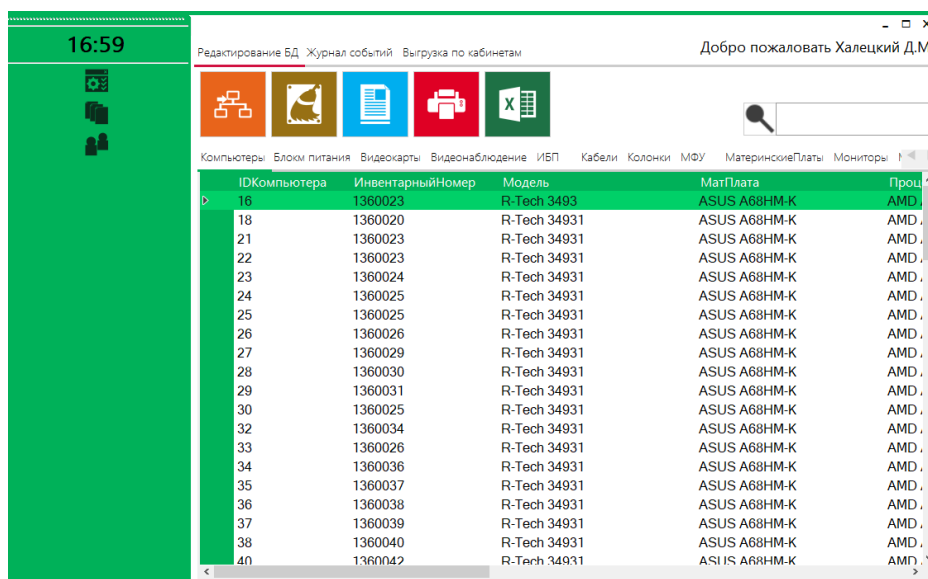 16:59
Добро пожаловать Халецкий Д.М
Редактирование БД Журнал событий Выгрузка по кабинетам
Компьютеры Блокм питания Видеокарты Видеонаблюдение ИБП Кабели Колонки МФУ МатеринскиеПлаты Мониторы
IDКомпьютера ИнвентарныйНомер Модель МатПлата Проц
16 1360023 R-Tech 3493 ASUS A68HM-K AMD
18 1360020 R-Tech 34931 ASUS A68HM-K AMD
21 1360023 R-Tech 34931 ASUS A68HM-K AMD
22 1360023 R-Tech 34931 ASUS A68HM-K AMD
23 1360024 R-Tech 34931 ASUS A68HM-K AMD
24 1360025 R-Tech 34931 ASUS A68HM-K AMD
25 1360025 R-Tech 34931 ASUS A68HM-K AMD
26 1360026 R-Tech 34931 ASUS A68HM-K AMD
27 1360029 R-Tech 34931 ASUS A68HM-K AMD
28 1360030 R-Tech 34931 ASUS A68HM-K AMD
29 1360031 R-Tech 34931 ASUS A68HM-K AMD
30 1360025 R-Tech 34931 ASUS A68HM-K AMD
32 1360034 R-Tech 34931 ASUS A68HM-K AMD
33 1360026 R-Tech 34931 ASUS A68HM-K AMD
34 1360036 R-Tech 34931 ASUS A68HM-K AMD
35 1360037 R-Tech 34931 ASUS A68HM-K AMD
36 1360038 R-Tech 34931 ASUS A68HM-K AMD
37 1360039 R-Tech 34931 ASUS A68HM-K AMD
38 1360040 R-Tech 34931 ASUS A68HM-K AMD
40 1360042 R-Tech 34931 ASUS A68HM-K AMD